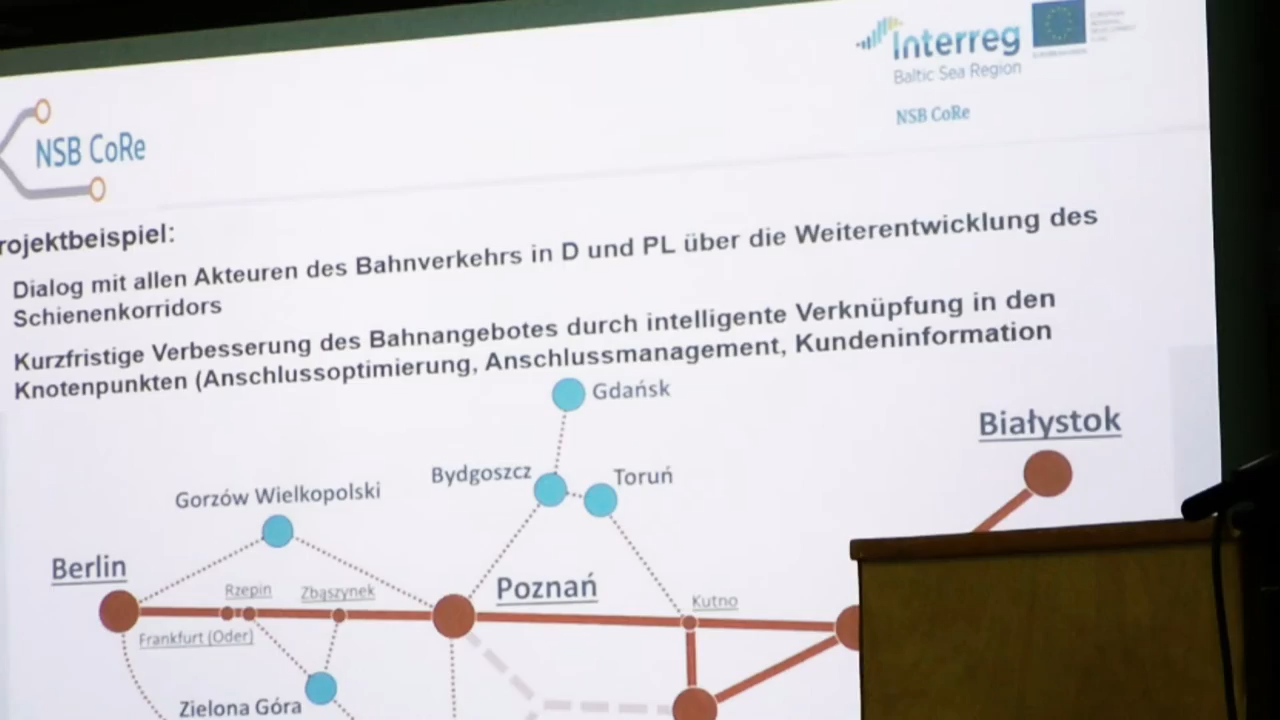 Interreg
Baltic Sea Region
NSB CoRe
NSB CoRe
rojektbeispiel:
Dialog mit allen Akteuren des Bahnverkehrs in D und PL über die Weiterentwicklung des
Schienenkorridors
Kurzfristige Verbesserung des Bahnangebotes durch intelligente Verknüpfung in den
Knotenpunkten (Anschlussoptimierung, Anschlussmanagement, Kundeninformation
Gdańsk
Białystok
Bydgoszcz
Toruń
Gorzów Wielkopolski
Berlin
Rzepin
Zbąszynek
Poznań
Kutno
Frankfurt (Oder)
Zielona Góra